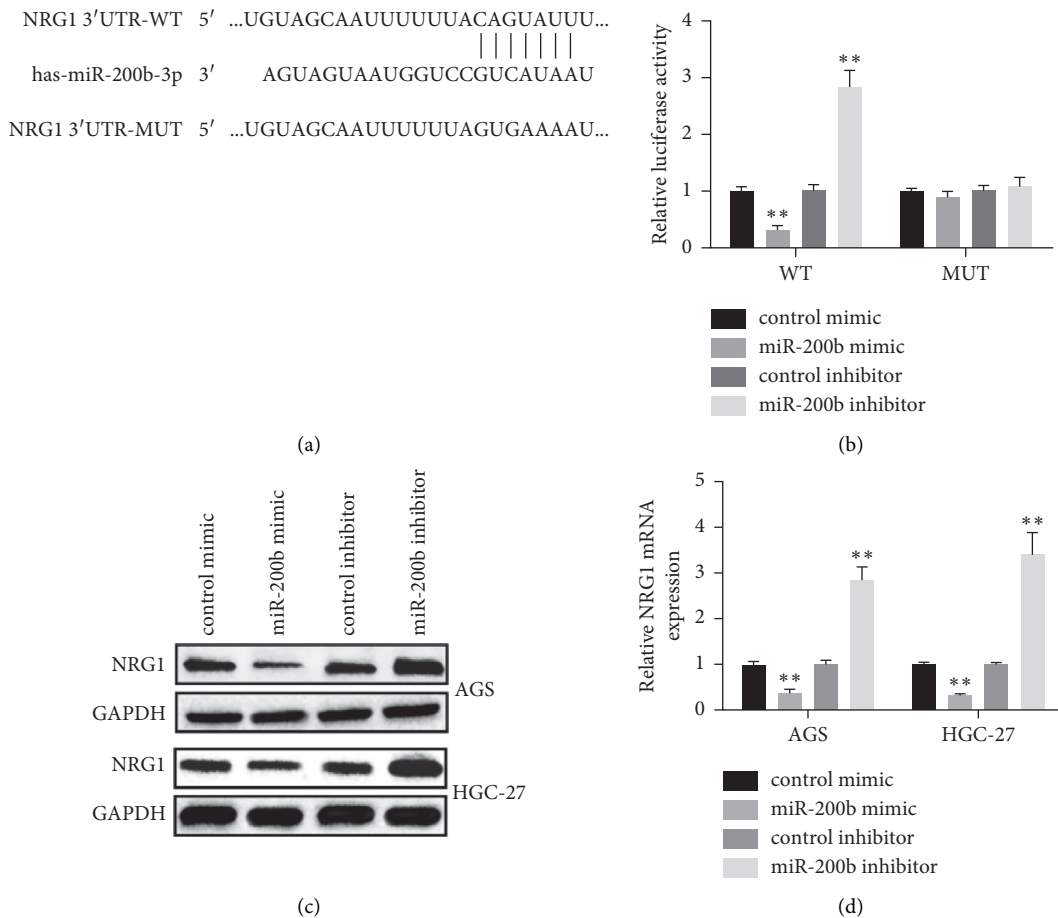 NRG1 3′UTR-WT 5′ ...UGUAGCAAUUUUUUACAGUAUUU...
has-miR-200b-3p 3′ AGUAGUAAUGGUCCGUCAUAAU
NRG1 3′UTR-MUT 5′ ...UGUAGCAAUUUUUUAGUGAAAAU...
(a)
Relative luciferase activity
4
3
2
1
0
**
**
WT
MUT
control mimic
miR-200b mimic
control inhibitor
miR-200b inhibitor
(b)
control mimic
miR-200b mimic
control inhibitor
miR-200b inhibitor
NRG1
GAPDH
AGS
NRG1
GAPDH
HGC-27
(c)
Relative NRG1 mRNA
expression
5
4
3
2
1
0
**
**
**
**
AGS
HGC-27
control mimic
miR-200b mimic
control inhibitor
miR-200b inhibitor
(d)